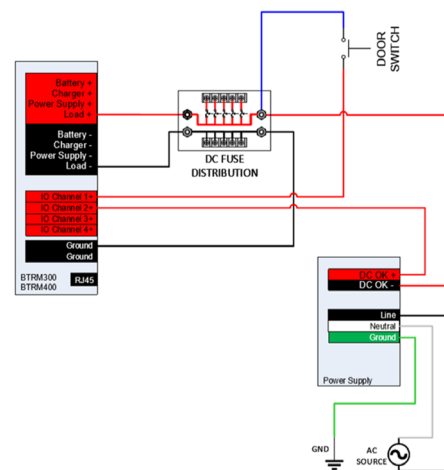 DOOR
SWITCH
Battery +
Charger +
Power Supply +
Load +
Battery -
Charger -
Power Supply -
Load -
DC FUSE
DISTRIBUTION
IO Channel 1+
IO Channel 2+
IO Channel 3+
IO Channel 4+
Ground
Ground
BTRM300
BTRM400
RJ45
DC OK +
DC OK -
Line
Neutral
Ground
Power Supply
GND
AC
SOURCE